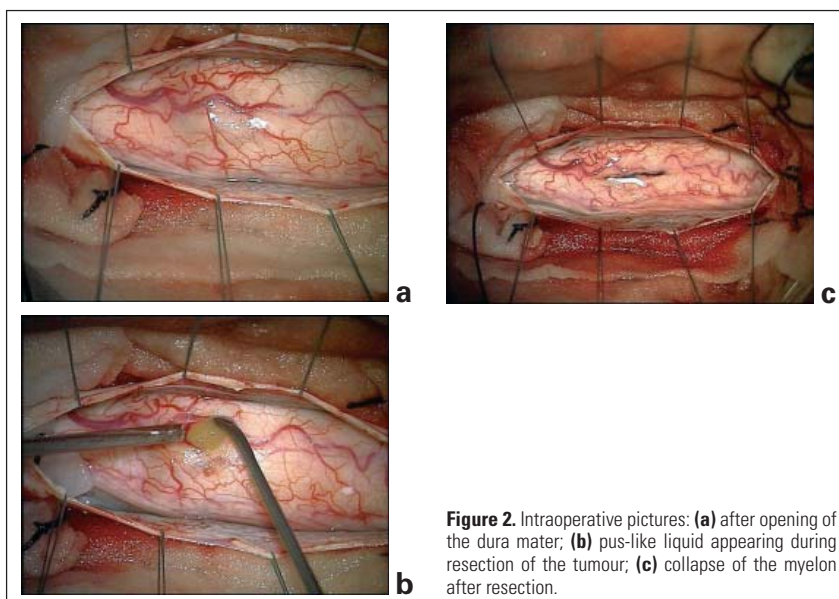 a
c
b
Figure 2. Intraoperative pictures: (a) after opening of
the dura mater; (b) pus-like liquid appearing during
resection of the tumour; (c) collapse of the myelon
after resection.